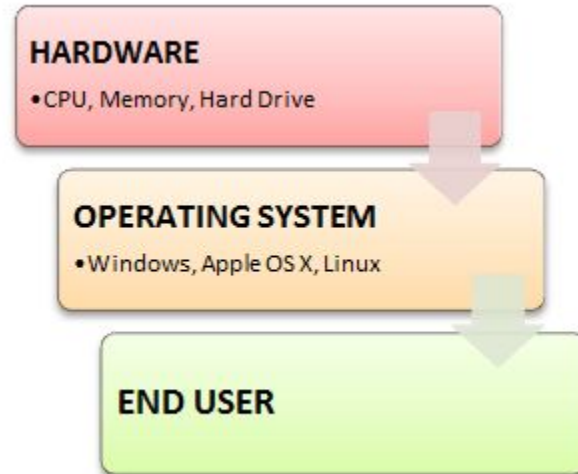 HARDWARE
•CPU, Memory, Hard Drive
OPERATING SYSTEM
•Windows, Apple OS X, Linux
END USER